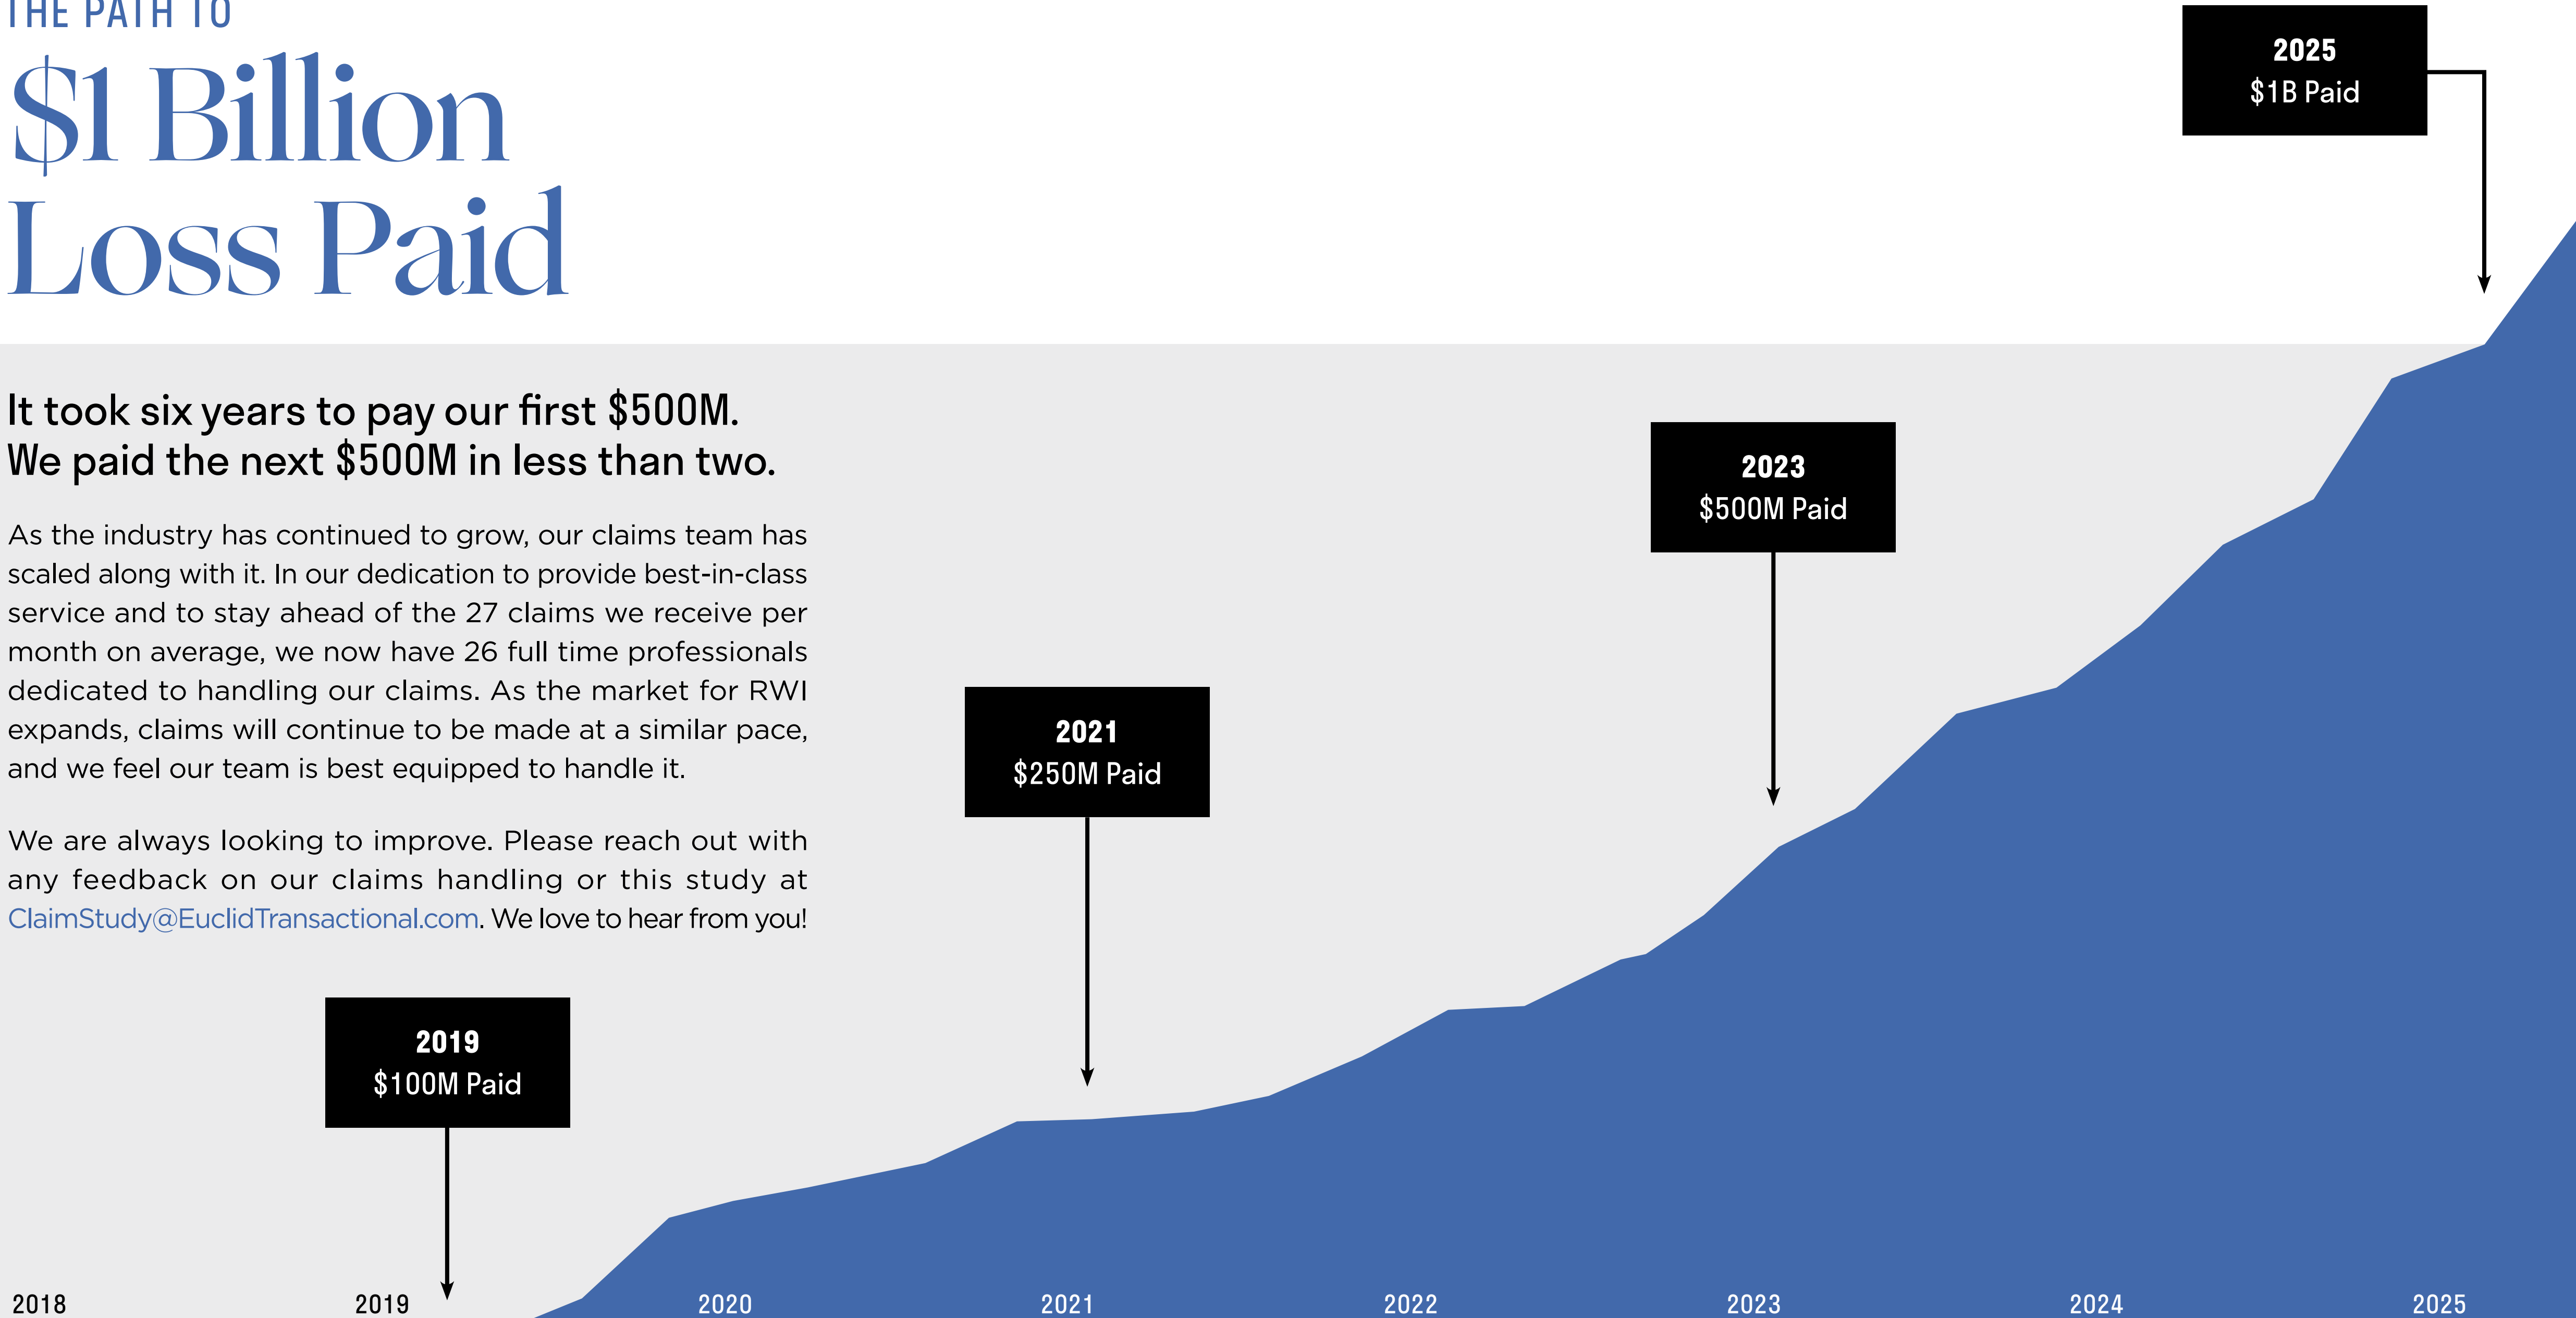 THE PATH TO
$1 Billion
Loss Paid
2025
$1B Paid
It took six years to pay our first $500M.
We paid the next $500M in less than two.
As the industry has continued to grow, our claims team has
scaled along with it. In our dedication to provide best-in-class
service and to stay ahead of the 27 claims we receive per
month on average, we now have 26 full time professionals
dedicated to handling our claims. As the market for RWI
expands, claims will continue to be made at a similar pace,
and we feel our team is best equipped to handle it.
We are always looking to improve. Please reach out with
any feedback on our claims handling or this study at
ClaimStudy@EuclidTransactional.com. We love to hear from you!
2023
$500M Paid
2021
$250M Paid
2019
$100M Paid
2018
2019
2020
2021
2022
2023
2024
2025